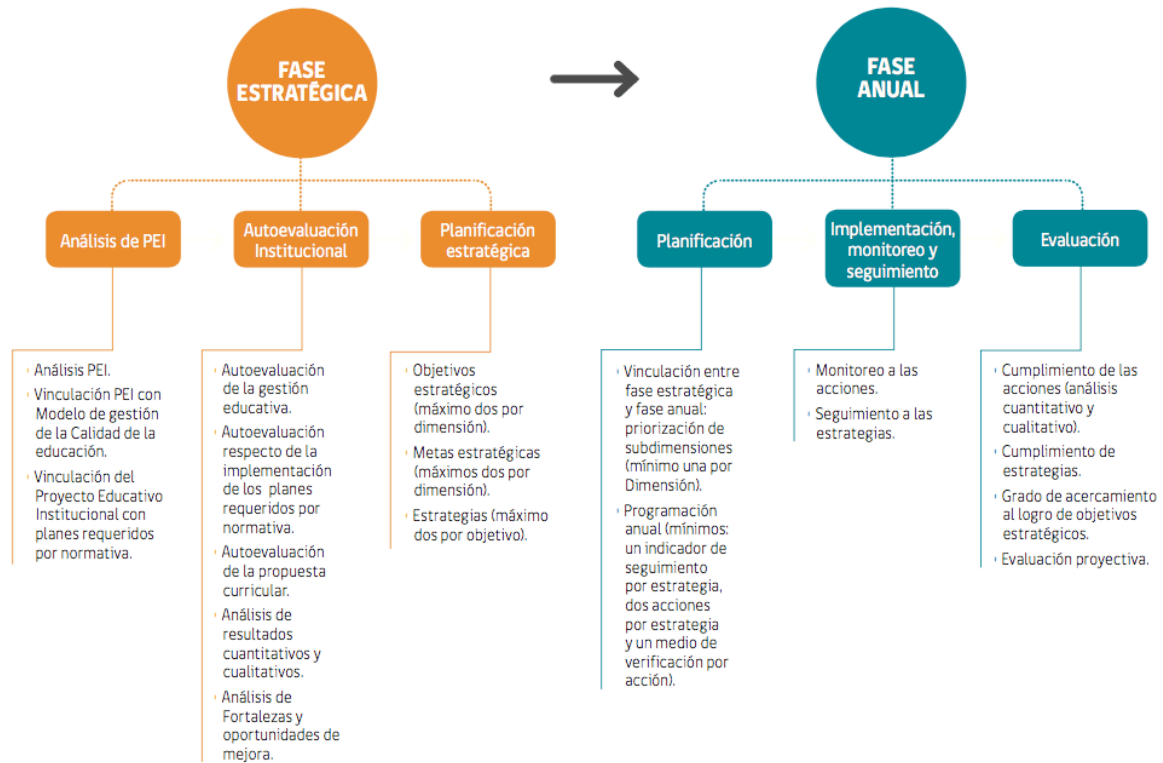 FASE
ESTRATÉGICA
FASE
ANUAL
Análisis de PEI
Autoevaluación
Institucional
Planificación
estratégica
Planificación
Implementación,
monitoreo y
seguimiento
Evaluación
Análisis PEI.
Vinculación PEI con
Modelo de gestión
de la Calidad de la
educación.
Vinculación del
Proyecto Educativo
Institucional con
planes requeridos
por normativa.
Autoevaluación
de la gestión
educativa.
Autoevaluación
respecto de la
implementación
de los planes
requeridos por
normativa.
Autoevaluación
de la propuesta
curricular.
Análisis de
resultados
cuantitativos y
cualitativos.
Análisis de
Fortalezas y
oportunidades de
mejora.
Objetivos
estratégicos
(máximo dos por
dimensión).
Metas estratégicas
(máximos dos por
dimensión).
Estrategias (máximo
dos por objetivo).
Vinculación entre
fase estratégica
y fase anual:
priorización de
subdimensiones
(mínimo una por
Dimensión).
Programación
anual (mínimos:
un indicador de
seguimiento
por estrategia,
dos acciones
por estrategia
y un medio de
verificación por
acción).
Monitoreo a las
acciones.
Seguimiento a las
estrategias.
Cumplimiento de las
acciones (análisis
cuantitativo y
cualitativo).
Cumplimiento de
estrategias.
Grado de acercamiento
al logro de objetivos
estratégicos.
Evaluación proyectiva.